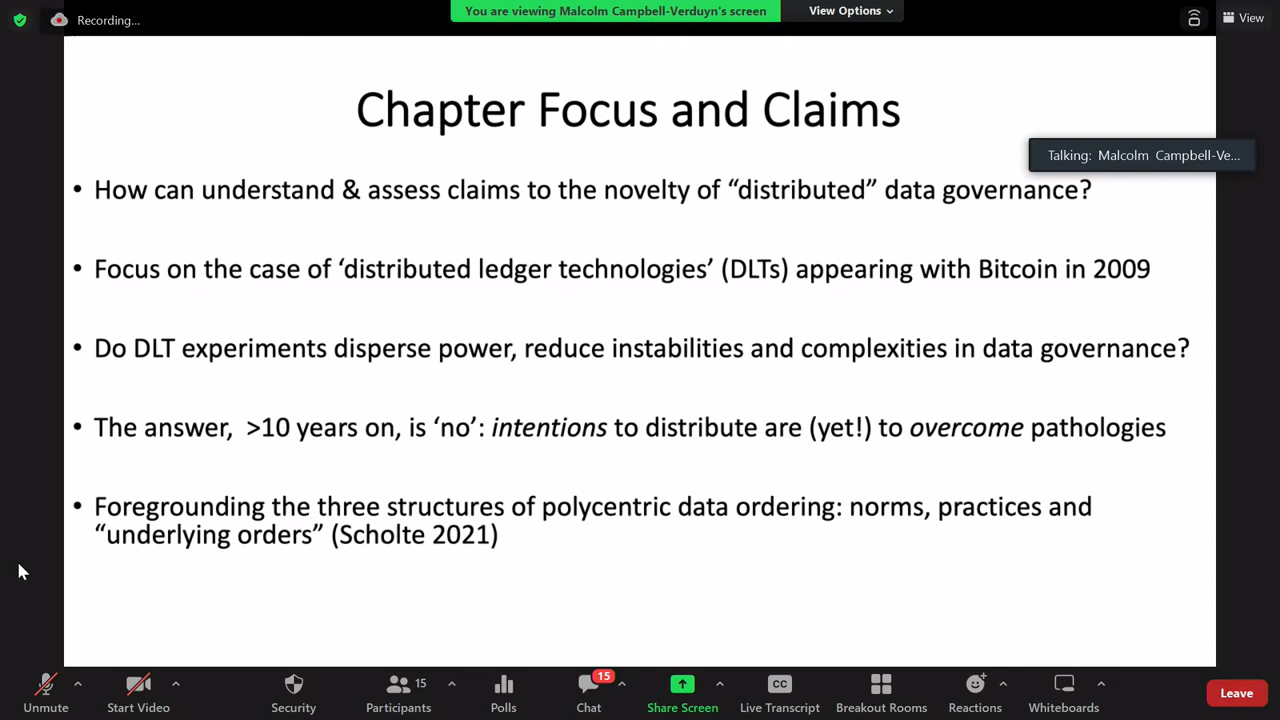 Recording...
You are viewing Malcolm Campbell-Verduyn's screen
View Options
View
Chapter Focus and Claims
Talking: Malcolm Campbell-Ve...
• How can understand & assess claims to the novelty of “distributed” data governance?
• Focus on the case of ‘distributed ledger technologies’ (DLTs) appearing with Bitcoin in 2009
• Do DLT experiments disperse power, reduce instabilities and complexities in data governance?
• The answer, >10 years on, is ‘no’: intentions to distribute are (yet!) to overcome pathologies
• Foregrounding the three structures of polycentric data ordering: norms, practices and
“underlying orders” (Scholte 2021)
15
15
CC
Unmute
Start Video
Security
Participants
Polls
Chat
Share Screen
Live Transcript
Breakout Rooms
Reactions
Whiteboards
Leave